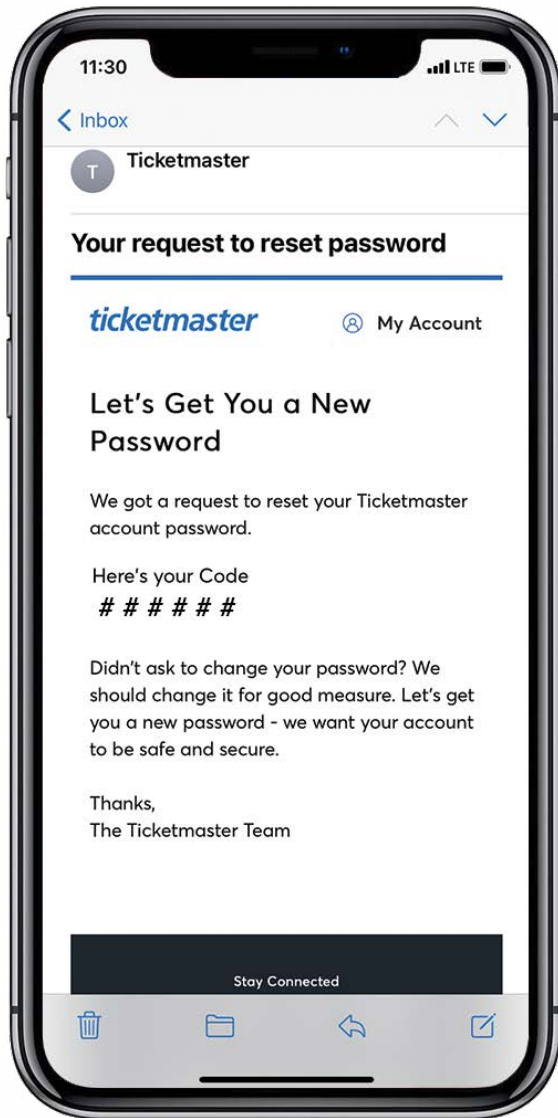 11:30
LTE
Inbox
T
Ticketmaster
Your request to reset password
ticketmaster
My Account
Let's Get You a New
Password
We got a request to reset your Ticketmaster
account password.
Here's your Code
# # # # # #
Didn't ask to change your password? We
should change it for good measure. Let's get
you a new password - we want your account
to be safe and secure.
Thanks,
The Ticketmaster Team
Stay Connected